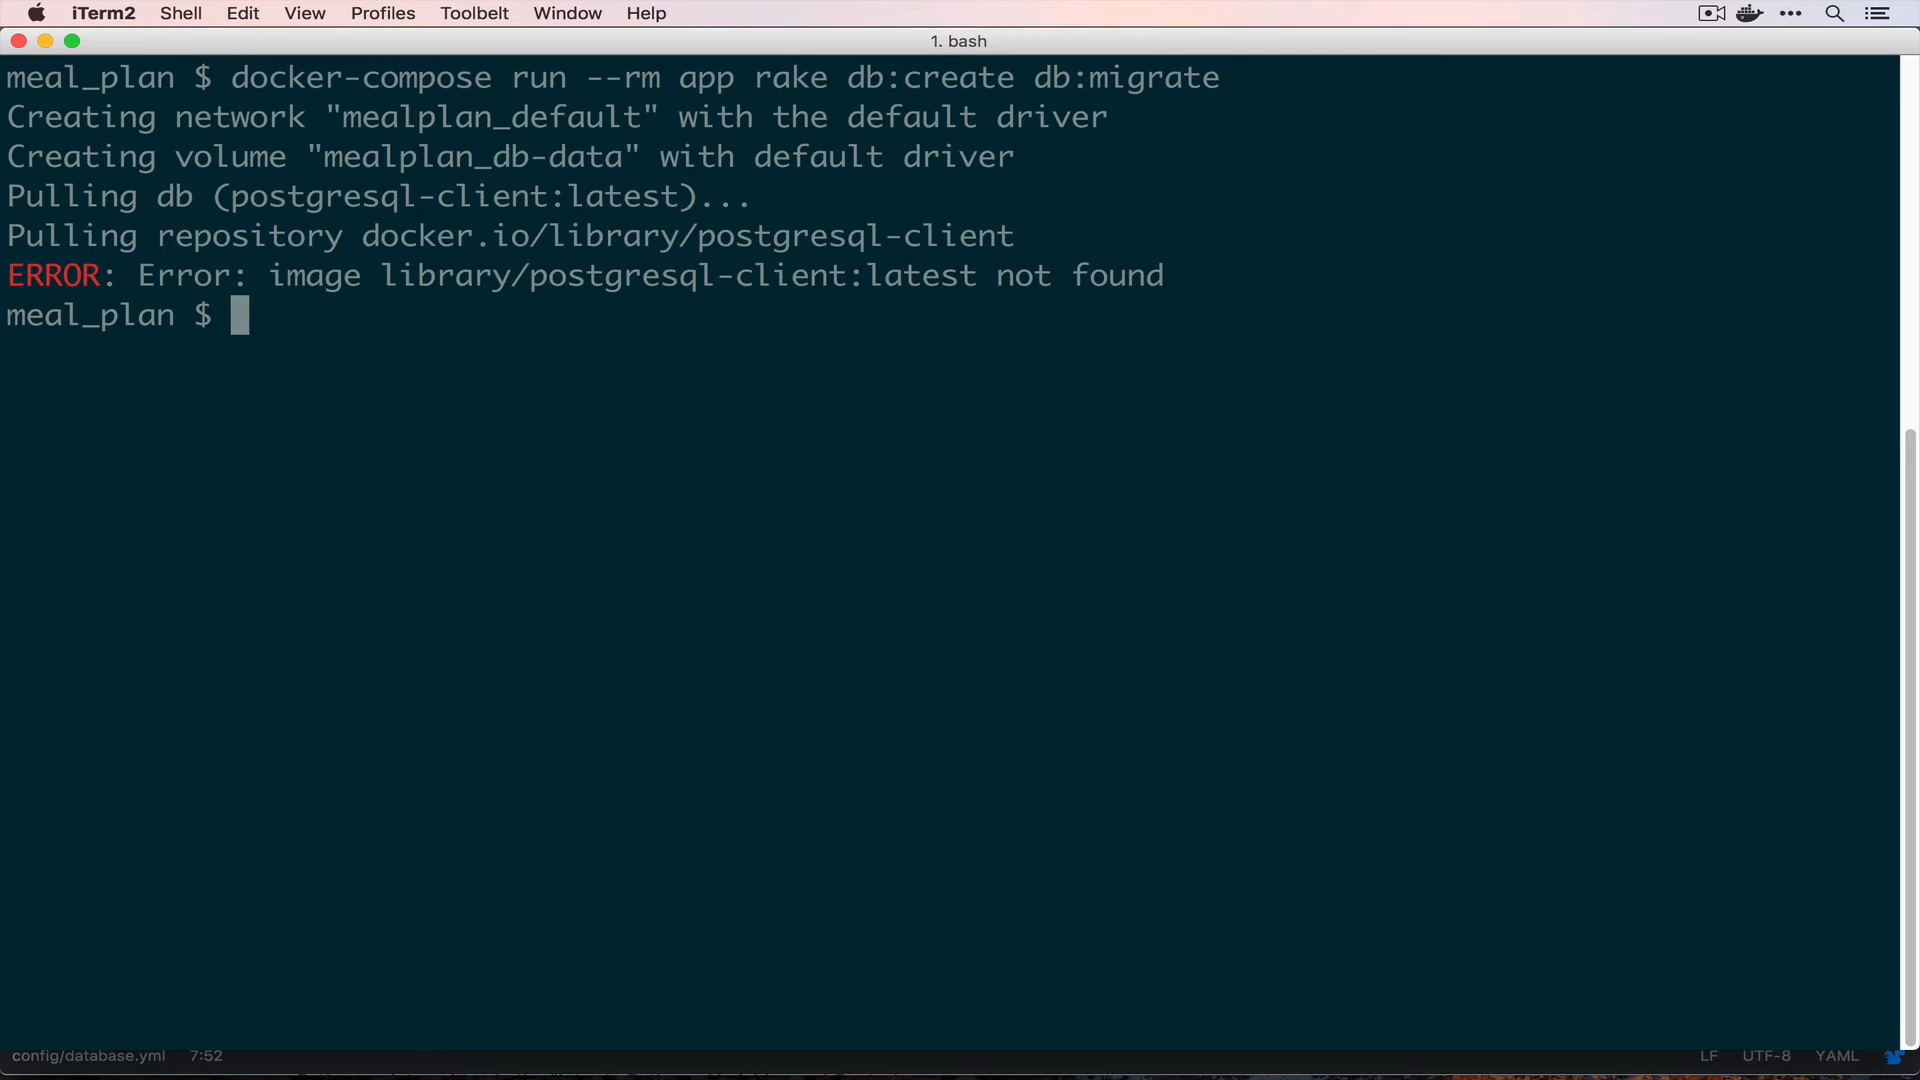 iTerm2 Shell Edit View Profiles Toolbelt Window Help
1. bash
meal_plan $ docker-compose run --rm app rake db:create db:migrate
Creating network "mealplan_default" with the default driver
Creating volume "mealplan_db-data" with default driver
Pulling db (postgresql-client:latest)...
Pulling repository docker.io/library/postgresql-client
ERROR: Error: image library/postgresql-client:latest not found
meal_plan $
config/database.yml 7:52 LF UTF-8 YAML